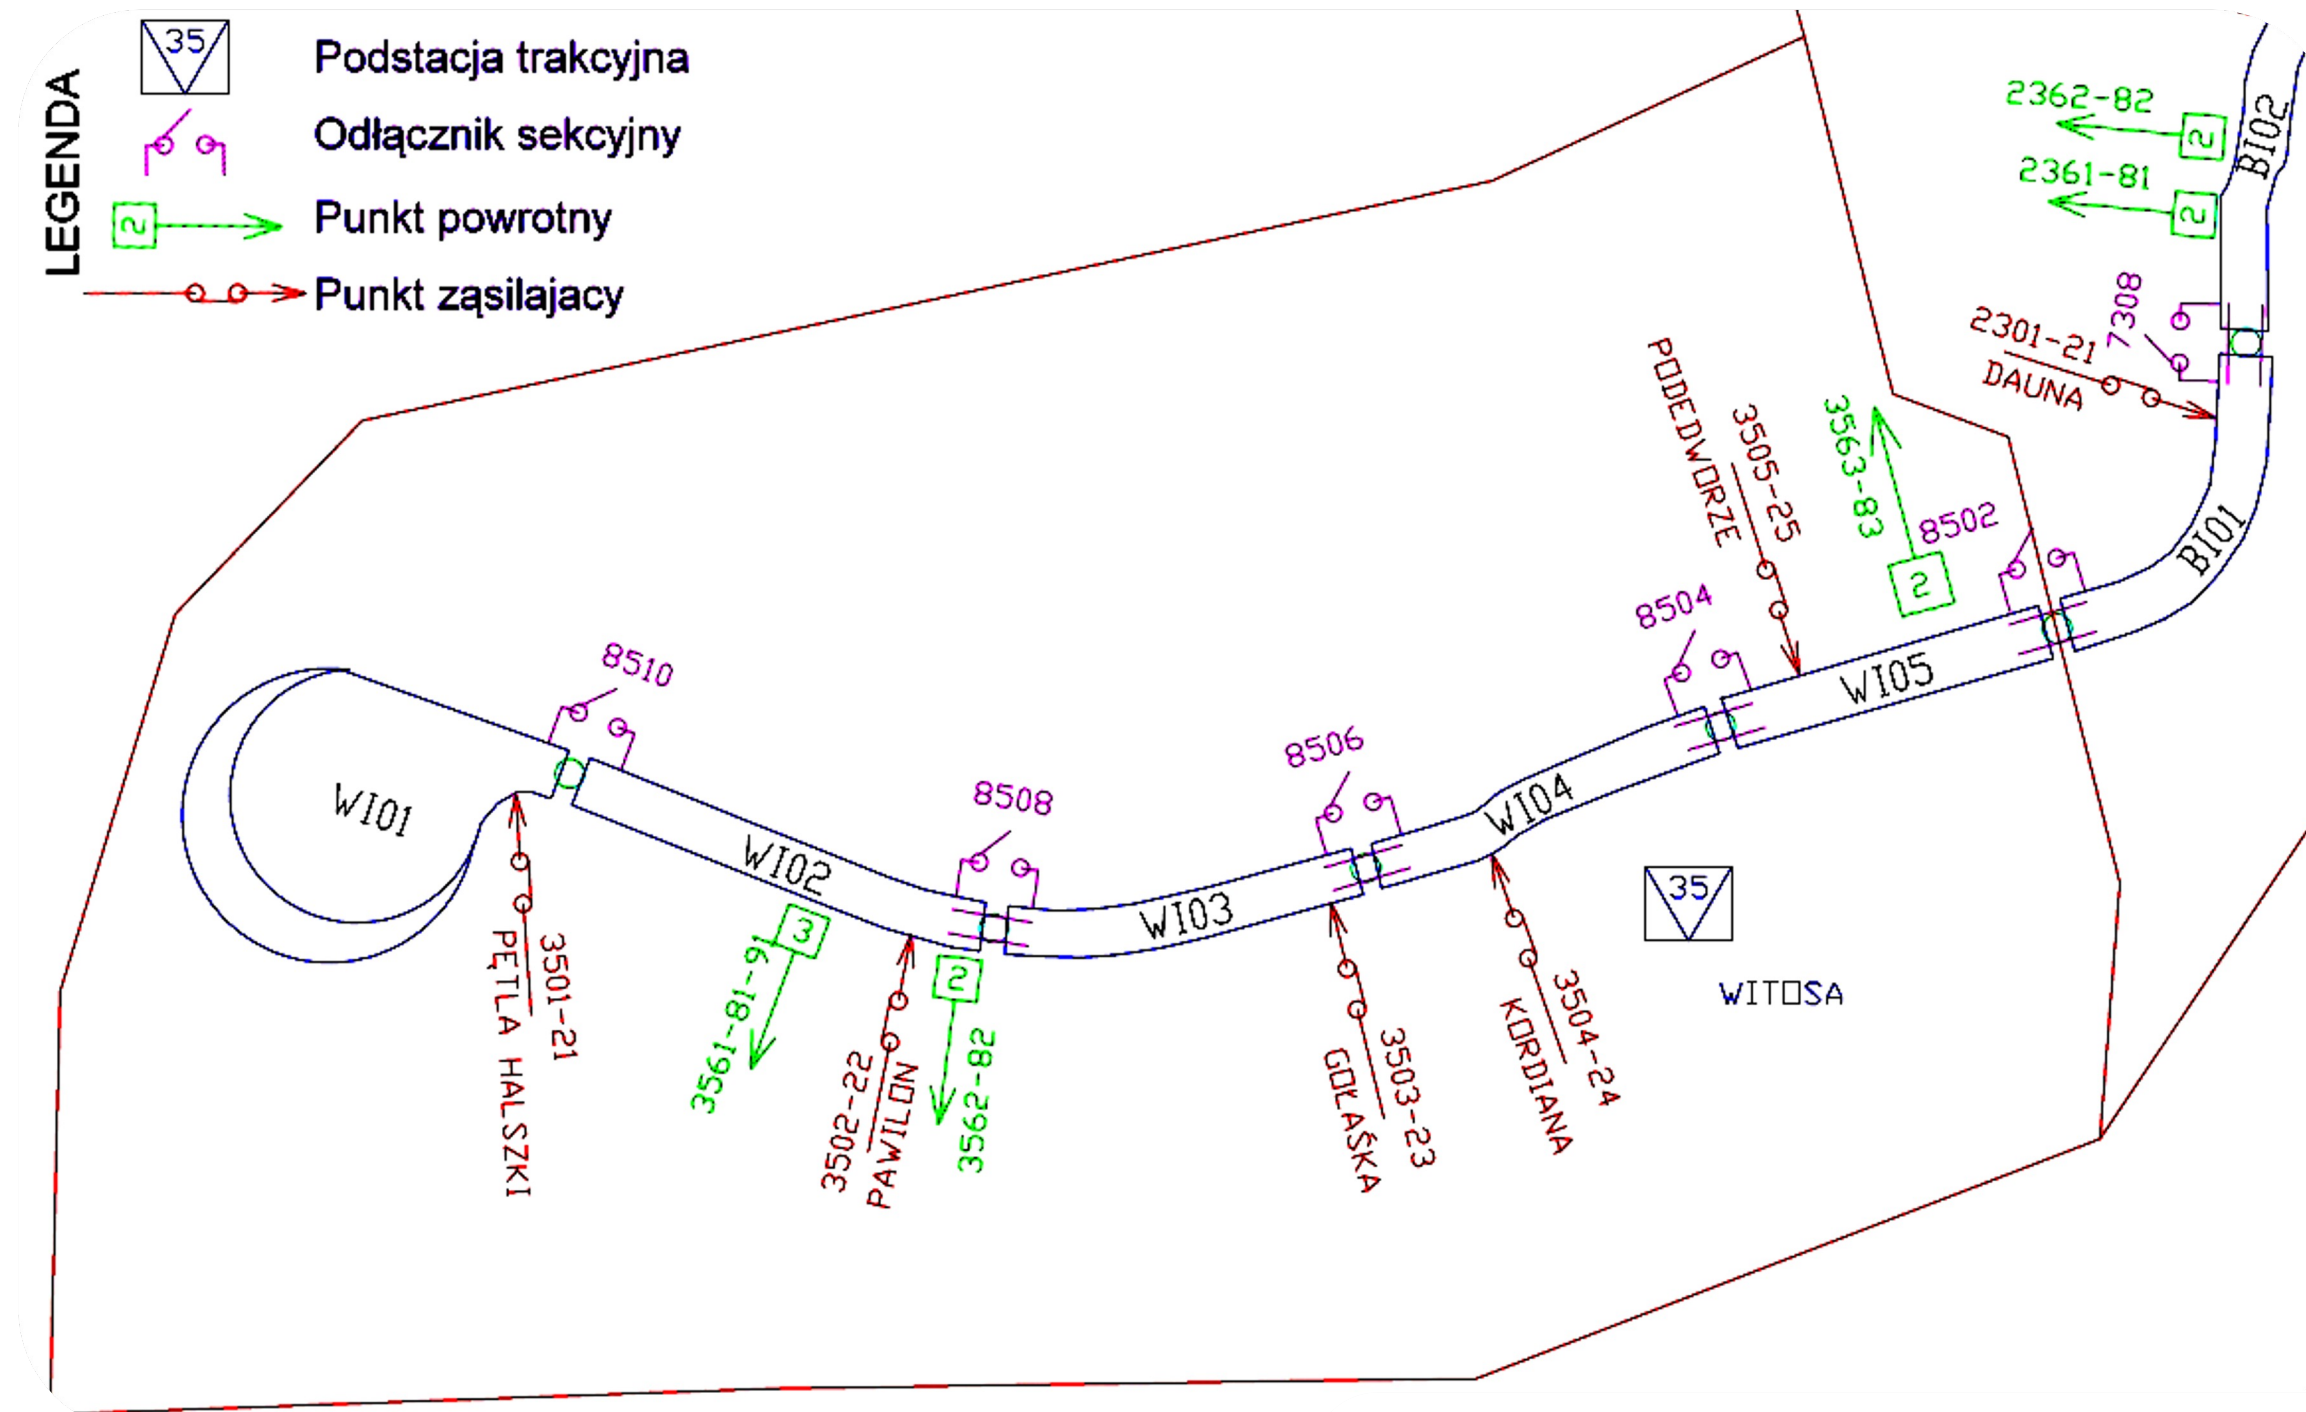 LEGENDA
35
Podstacja trakcyjna
Odłącznik sekcyjny
2
Punkt powrotny
Punkt ząsilajacy
2362-82
2
BI02
2361-81
2
7308
2301-21
DAUNA
PODEDWORZE
3505-25
3563-83
2
8502
BI01
8504
WI05
8510
8506
WI04
WI01
8508
WI02
WI03
35
WITOSA
3
3561-81-91
2
3562-82
3501-21
PĘTLA HALSZKI
3502-22
PAWILON
3503-23
GOŁAŚKA
3504-24
KORDIANA